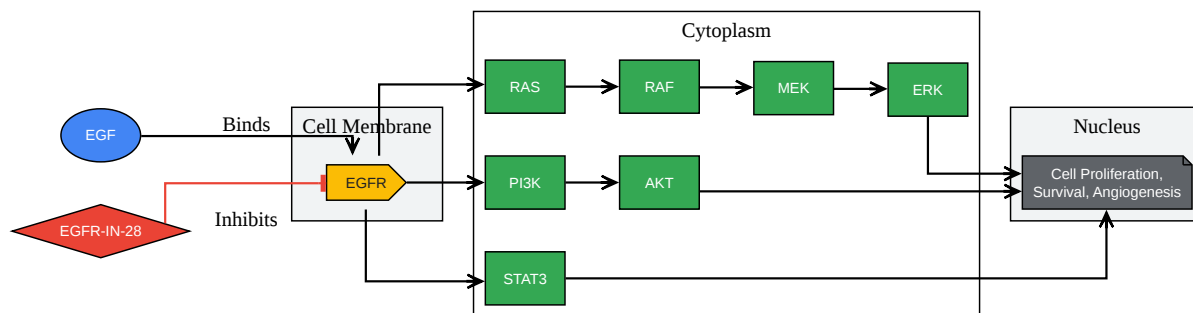 Cytoplasm
RAS
RAF
MEK
ERK
EGF
Binds
Cell Membrane
Nucleus
EGFR
PI3K
AKT
Cell Proliferation,
Survival, Angiogenesis
EGFR-IN-28
Inhibits
STAT3